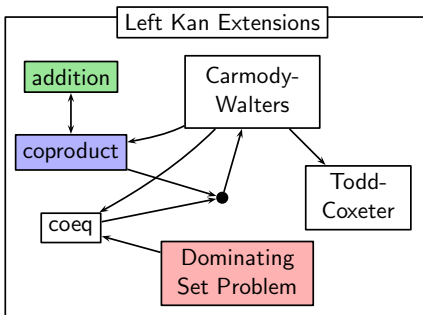 Left Kan Extensions
addition
Carmody-
Walters
coproduct
Todd-
Coxeter
coeq
Dominating
Set Problem